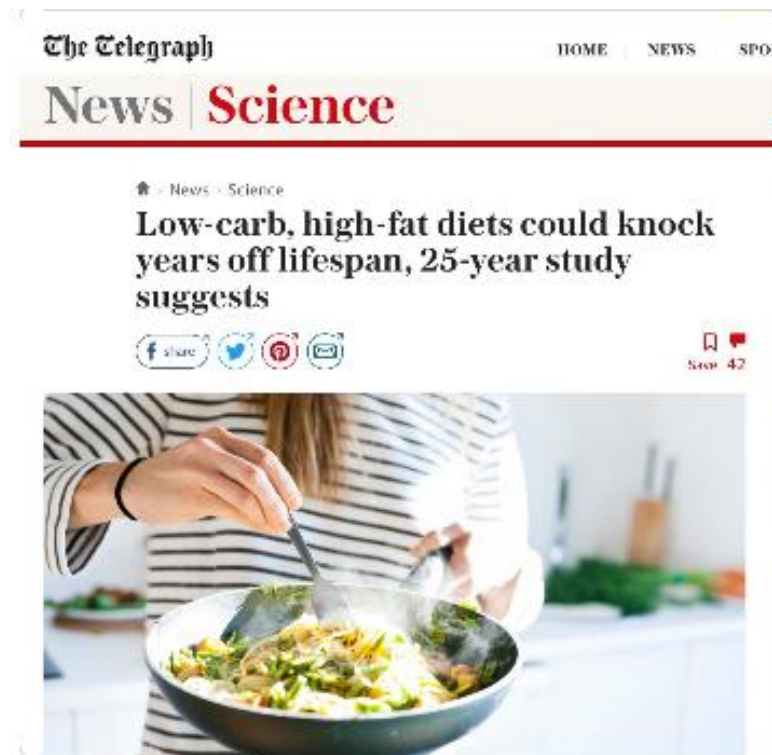 The Telegraph
HOME NEWS SPO
News Science
News Science
Low-carb, high-fat diets could knock
years off lifespan, 25-year study
suggests
share
Save 42